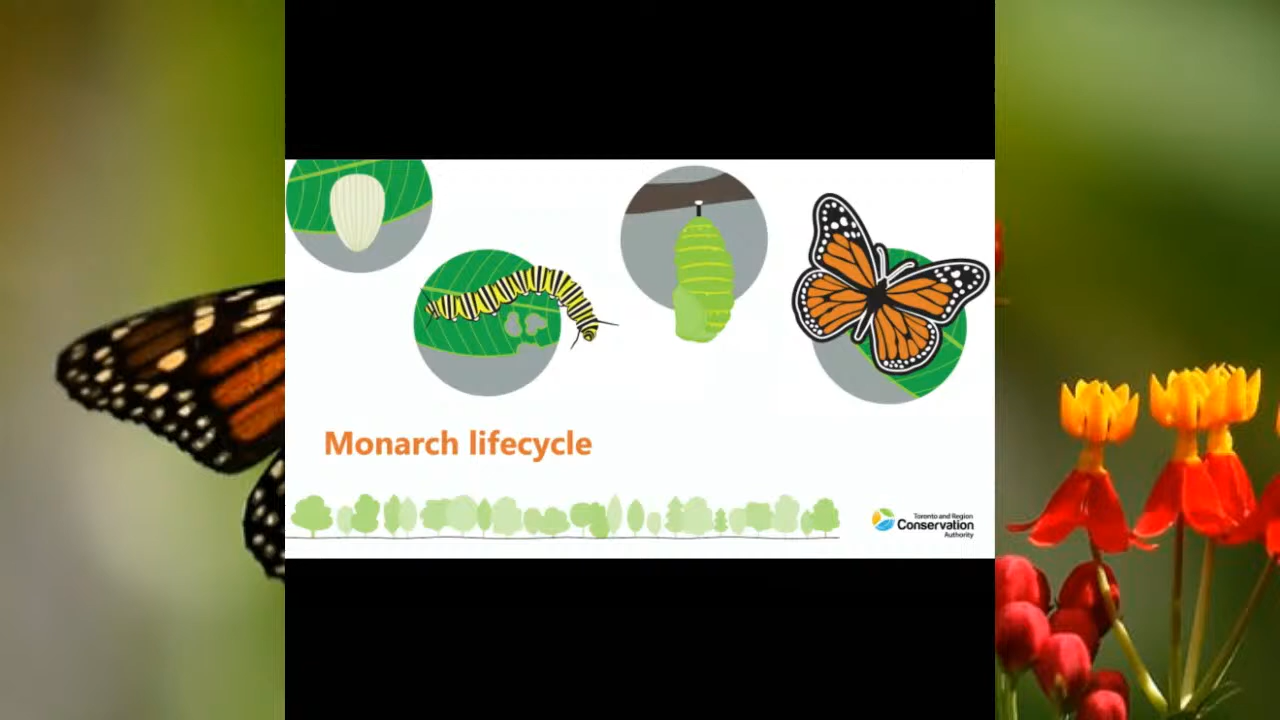 Monarch lifecycle
Toronto and Region
Conservation
Authority